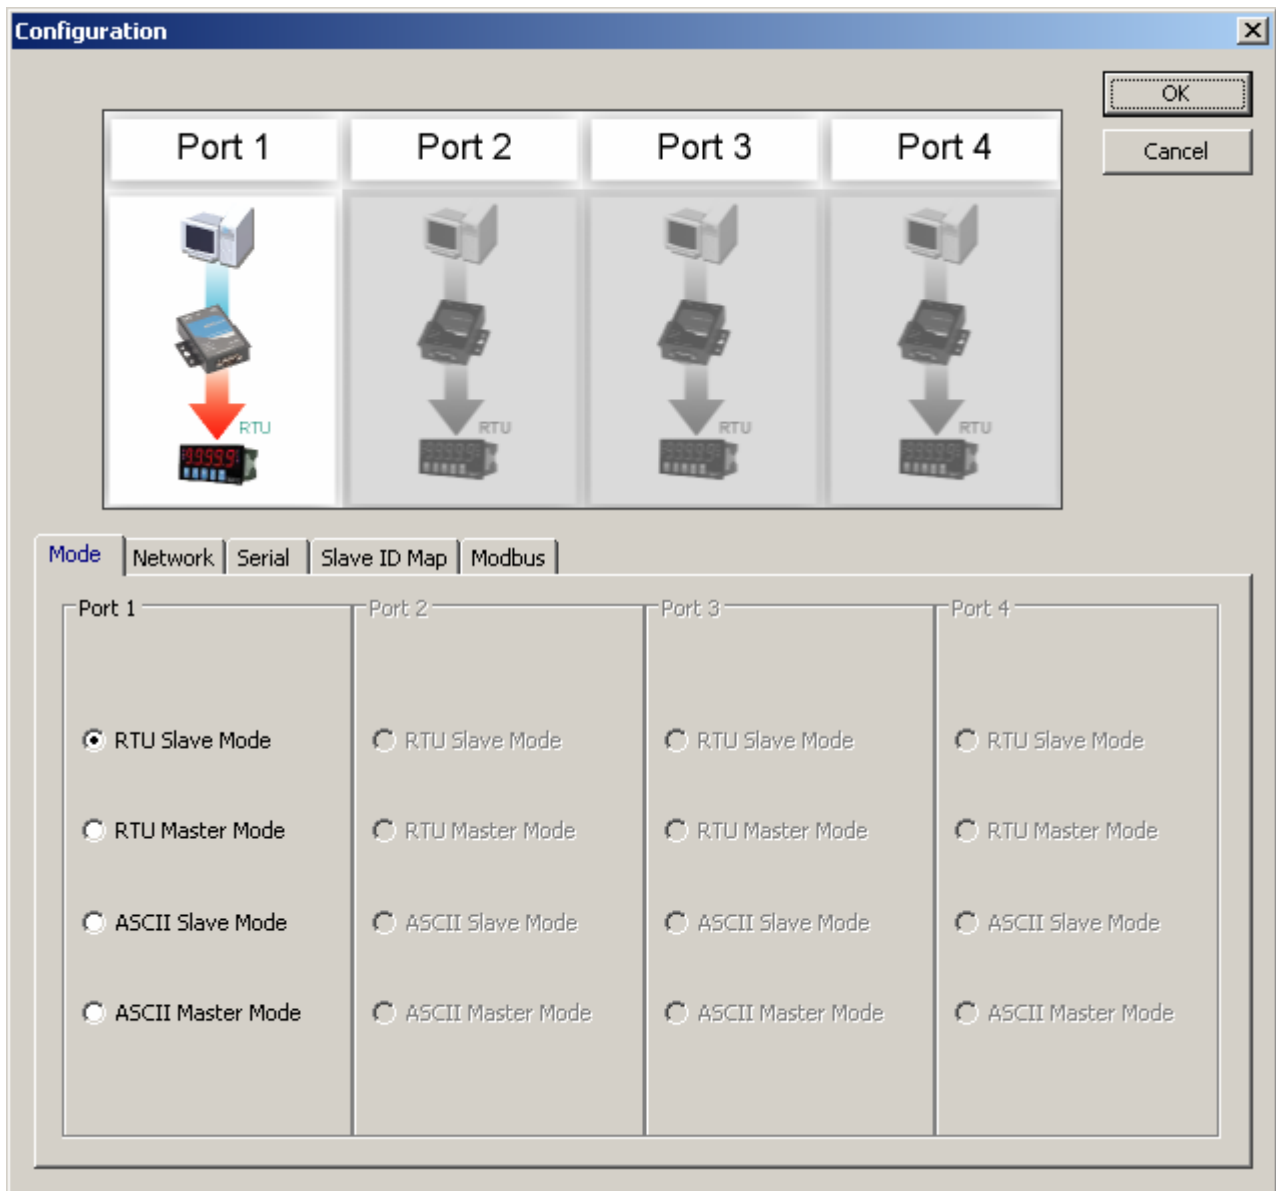 Configuration
OK
Cancel
Port 1 Port 2 Port 3 Port 4
RTU RTU RTU RTU
99999
Mode Network Serial Slave ID Map Modbus
Port 1 Port 2 Port 3 Port 4
RTU Slave Mode RTU Slave Mode RTU Slave Mode RTU Slave Mode
RTU Master Mode RTU Master Mode RTU Master Mode RTU Master Mode
ASCII Slave Mode ASCII Slave Mode ASCII Slave Mode ASCII Slave Mode
ASCII Master Mode ASCII Master Mode ASCII Master Mode ASCII Master Mode